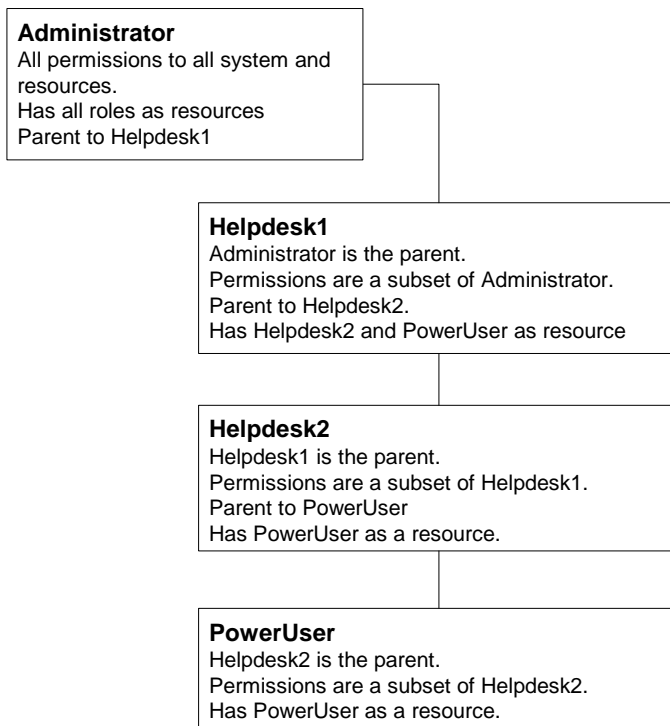 Administrator
All permissions to all system and
resources.
Has all roles as resources
Parent to Helpdesk1
Helpdesk1
Administrator is the parent.
Permissions are a subset of Administrator.
Parent to Helpdesk2.
Has Helpdesk2 and PowerUser as resource
Helpdesk2
Helpdesk1 is the parent.
Permissions are a subset of Helpdesk1.
Parent to PowerUser
Has PowerUser as a resource.
PowerUser
Helpdesk2 is the parent.
Permissions are a subset of Helpdesk2.
Has PowerUser as a resource.